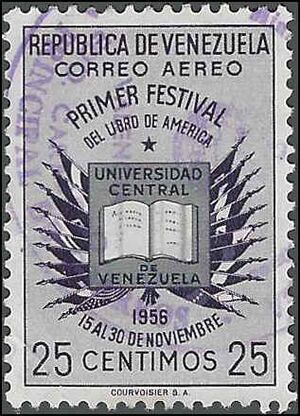 REPUBLICA DE VENEZUELA
CORREO AEREO
PRIMER FESTIVAL
DEL LIBRO DE AMERICA
UNIVERSIDAD
CENTRAL
DE
VENEZUELA
1956
15 AL 30 DE NOVIEMBRE
25 CENTIMOS 25
COURVOISIER S. A.
PRINCIPAL